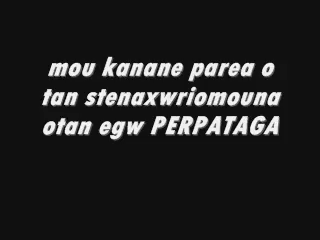 mou kanane parea o
tan stenaxwriomouna
otan egw PERPATAGA